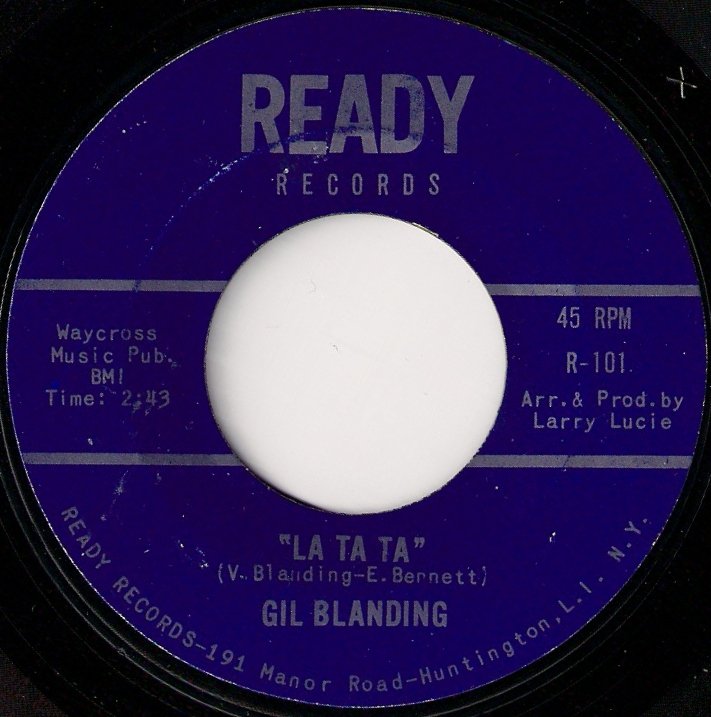 READY
RECORDS
Waycross
Music Pub.
BMI
Time: 2:43
45 RPM
R-101
Arr.& Prod.by
Larry Lucie
"LA TA TA"
(V. Blanding-E. Bennett)
GIL BLANDING
READY RECORDS-191 Manor Road-Huntington, L.I. N.Y.